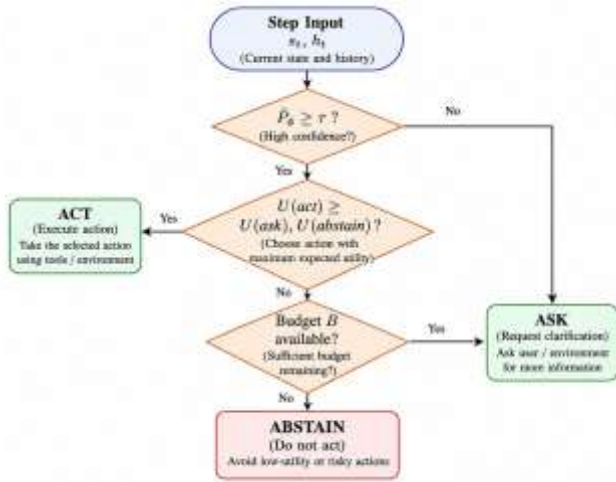 Step Input
s_t, h_t
(Current state and history)
P̂_θ ≥ τ ?
(High confidence?)
No
Yes
U(act) ≥
U(ask), U(abstain)?
(Choose action with
maximum expected utility)
Yes
ACT
(Execute action)
Take the selected action
using tools / environment
No
Budget B
available?
(Sufficient budget
remaining?)
Yes
ASK
(Request clarification)
Ask user / environment
for more information
No
ABSTAIN
(Do not act)
Avoid low-utility or risky actions